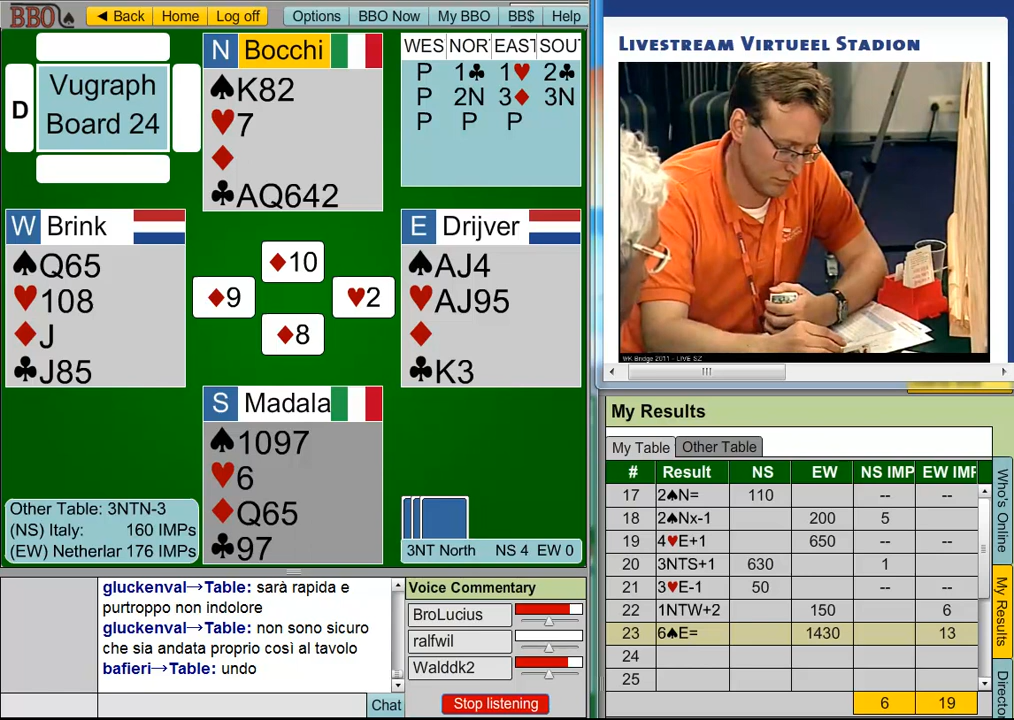 BBO ◄ Back Home Log off Options BBO Now My BBO BB$ Help
D
Vugraph
Board 24
N Bocchi
♠K82
♥7
♦
♣AQ642
WES NOR EAST SOU
P 1♣ 1♥ 2♣
P 2N 3♦ 3N
P P P
W Brink
♠Q65
♥108
♦J
♣J85
♦10
♦9
♥2
♦8
E Drijver
♠AJ4
♥AJ95
♦
♣K3
S Madala
♠1097
♥6
♦Q65
♣97
Other Table: 3NTN-3
(NS) Italy: 160 IMPs
(EW) Netherlar 176 IMPs
3NT North NS 4 EW 0
gluckenval→Table: sarà rapida e
purtroppo non indolore
gluckenval→Table: non sono sicuro
che sia andata proprio così al tavolo
bafieri→Table: undo
Chat
Voice Commentary
BroLucius
ralfwil
Walddk2
Stop listening
Livestream Virtueel Stadion
WK Bridge 2011 - LIVE SZ
My Results
My Table Other Table
# Result NS EW NS IMP EW IMF
17 2♠N= 110 -- --
18 2♠Nx-1 200 5
19 4♥E+1 650 -- --
20 3NTS+1 630 1
21 3♥E-1 50 -- --
22 1NTW+2 150 6
23 6♠E= 1430 13
24
25
6 19
Who's Online
My Results
Director